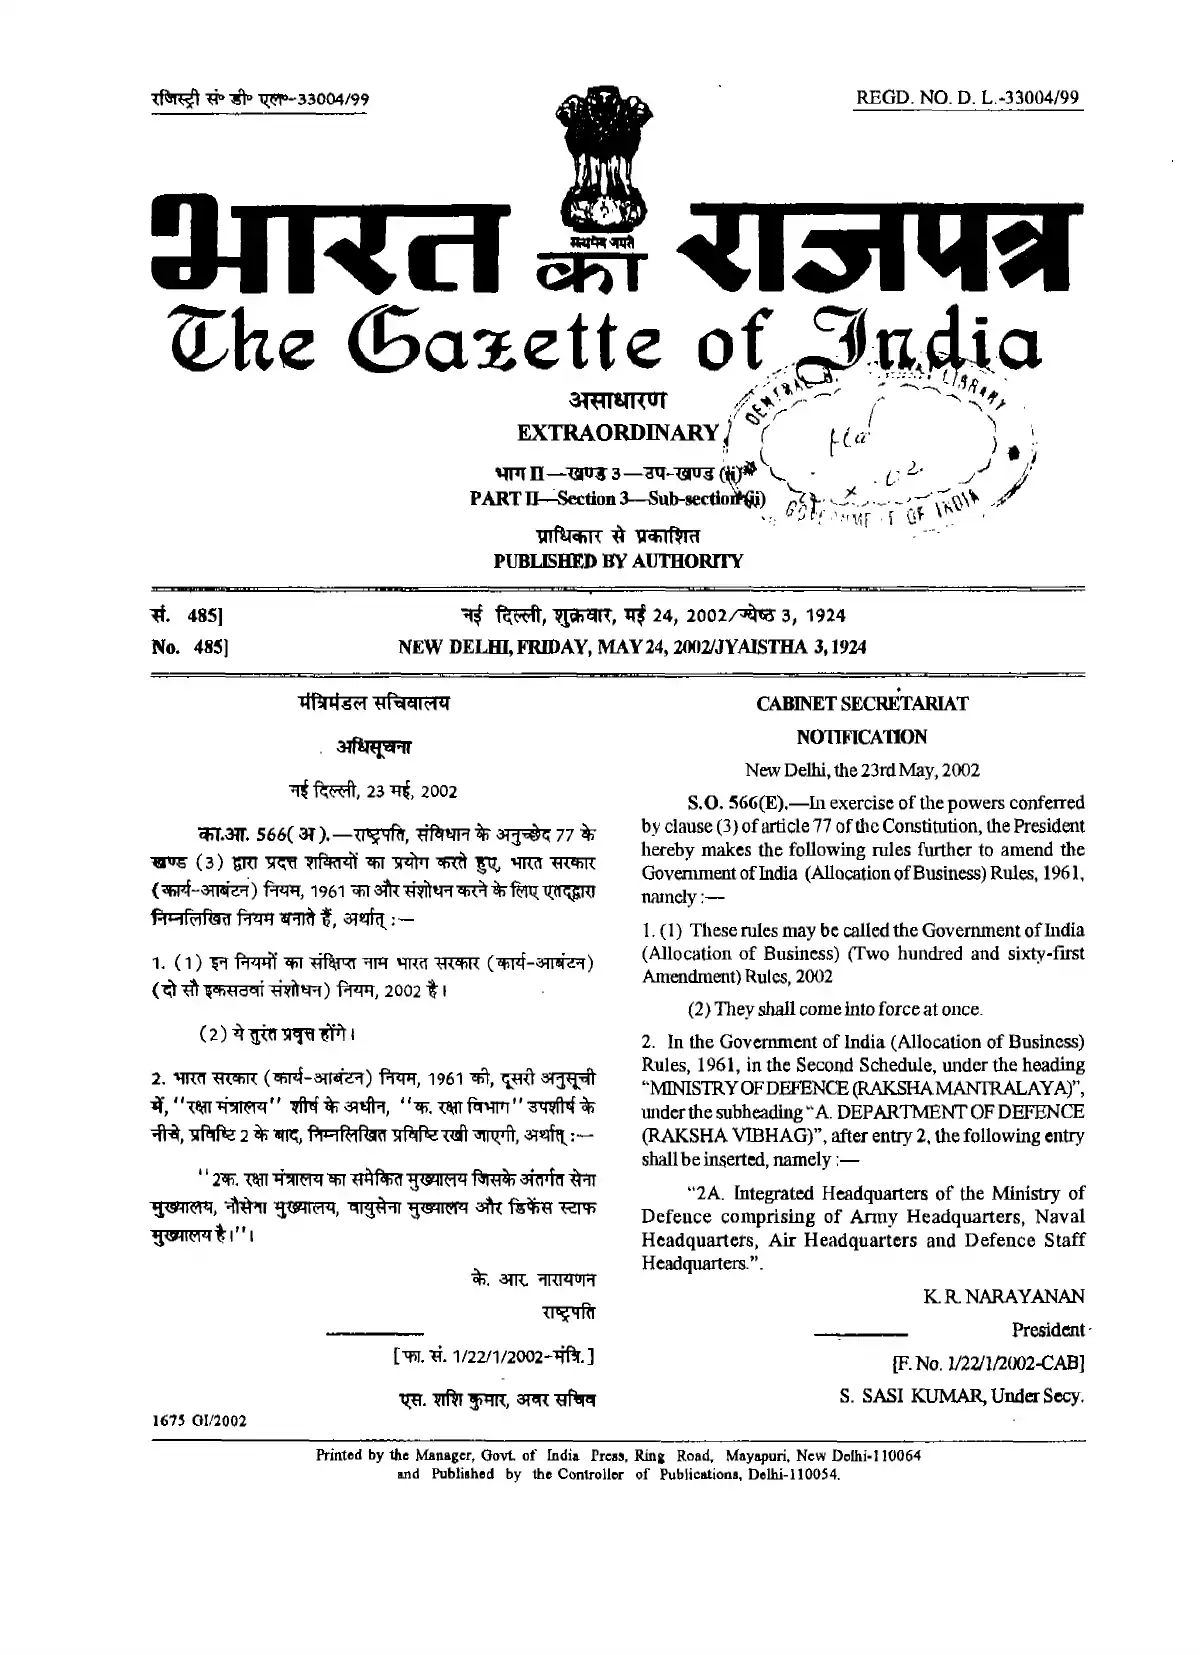 रजिस्ट्री सं॰ डी॰ एल॰-33004/99
REGD. NO. D. L.-33004/99
सत्यमेव जयते
भारत का राजपत्र
The Gazette of India
असाधारण
EXTRAORDINARY
भाग II—खण्ड 3—उप-खण्ड (ii)
PART II—Section 3—Sub-section (ii)
प्राधिकार से प्रकाशित
PUBLISHED BY AUTHORITY
CENTRAL LIBRARY
GOVERNMENT OF INDIA
सं. 485]
नई दिल्ली, शुक्रवार, मई 24, 2002/ज्येष्ठ 3, 1924
No. 485]
NEW DELHI, FRIDAY, MAY 24, 2002/JYAISTHA 3, 1924
मंत्रिमंडल सचिवालय
अधिसूचना
नई दिल्ली, 23 मई, 2002
का.आ. 566( अ ).—राष्ट्रपति, संविधान के अनुच्छेद 77 के
खण्ड (3) द्वारा प्रदत्त शक्तियों का प्रयोग करते हुए, भारत सरकार
(कार्य-आबंटन) नियम, 1961 का और संशोधन करने के लिए एतद्द्वारा
निम्नलिखित नियम बनाते हैं, अर्थात् :—
1. (1) इन नियमों का संक्षिप्त नाम भारत सरकार (कार्य-आबंटन)
(दो सौ इकसठवां संशोधन) नियम, 2002 है।
(2) ये तुरंत प्रवृत्त होंगे।
2. भारत सरकार (कार्य-आबंटन) नियम, 1961 की, दूसरी अनुसूची
में, "रक्षा मंत्रालय" शीर्ष के अधीन, "क. रक्षा विभाग" उपशीर्ष के
नीचे, प्रविष्टि 2 के बाद, निम्नलिखित प्रविष्टि रखी जाएगी, अर्थात् :—
"2क. रक्षा मंत्रालय का समेकित मुख्यालय जिसके अंतर्गत सेना
मुख्यालय, नौसेना मुख्यालय, वायुसेना मुख्यालय और डिफेंस स्टाफ
मुख्यालय है।"।
के. आर. नारायणन
राष्ट्रपति
[फा. सं. 1/22/1/2002-मंत्रि.]
एस. शशि कुमार, अवर सचिव
1675 GI/2002
CABINET SECRETARIAT
NOTIFICATION
New Delhi, the 23rd May, 2002
S.O. 566(E).—In exercise of the powers conferred
by clause (3) of article 77 of the Constitution, the President
hereby makes the following rules further to amend the
Government of India (Allocation of Business) Rules, 1961,
namely :—
1. (1) These rules may be called the Government of India
(Allocation of Business) (Two hundred and sixty-first
Amendment) Rules, 2002
(2) They shall come into force at once.
2. In the Government of India (Allocation of Business)
Rules, 1961, in the Second Schedule, under the heading
"MINISTRY OF DEFENCE (RAKSHA MANTRALAYA)",
under the subheading "A. DEPARTMENT OF DEFENCE
(RAKSHA VIBHAG)", after entry 2, the following entry
shall be inserted, namely :—
"2A. Integrated Headquarters of the Ministry of
Defence comprising of Army Headquarters, Naval
Headquarters, Air Headquarters and Defence Staff
Headquarters.".
K. R. NARAYANAN
President
[F. No. 1/22/1/2002-CAB]
S. SASI KUMAR, Under Secy.
Printed by the Manager, Govt. of India Press, Ring Road, Mayapuri, New Delhi-110064
and Published by the Controller of Publications, Delhi-110054.